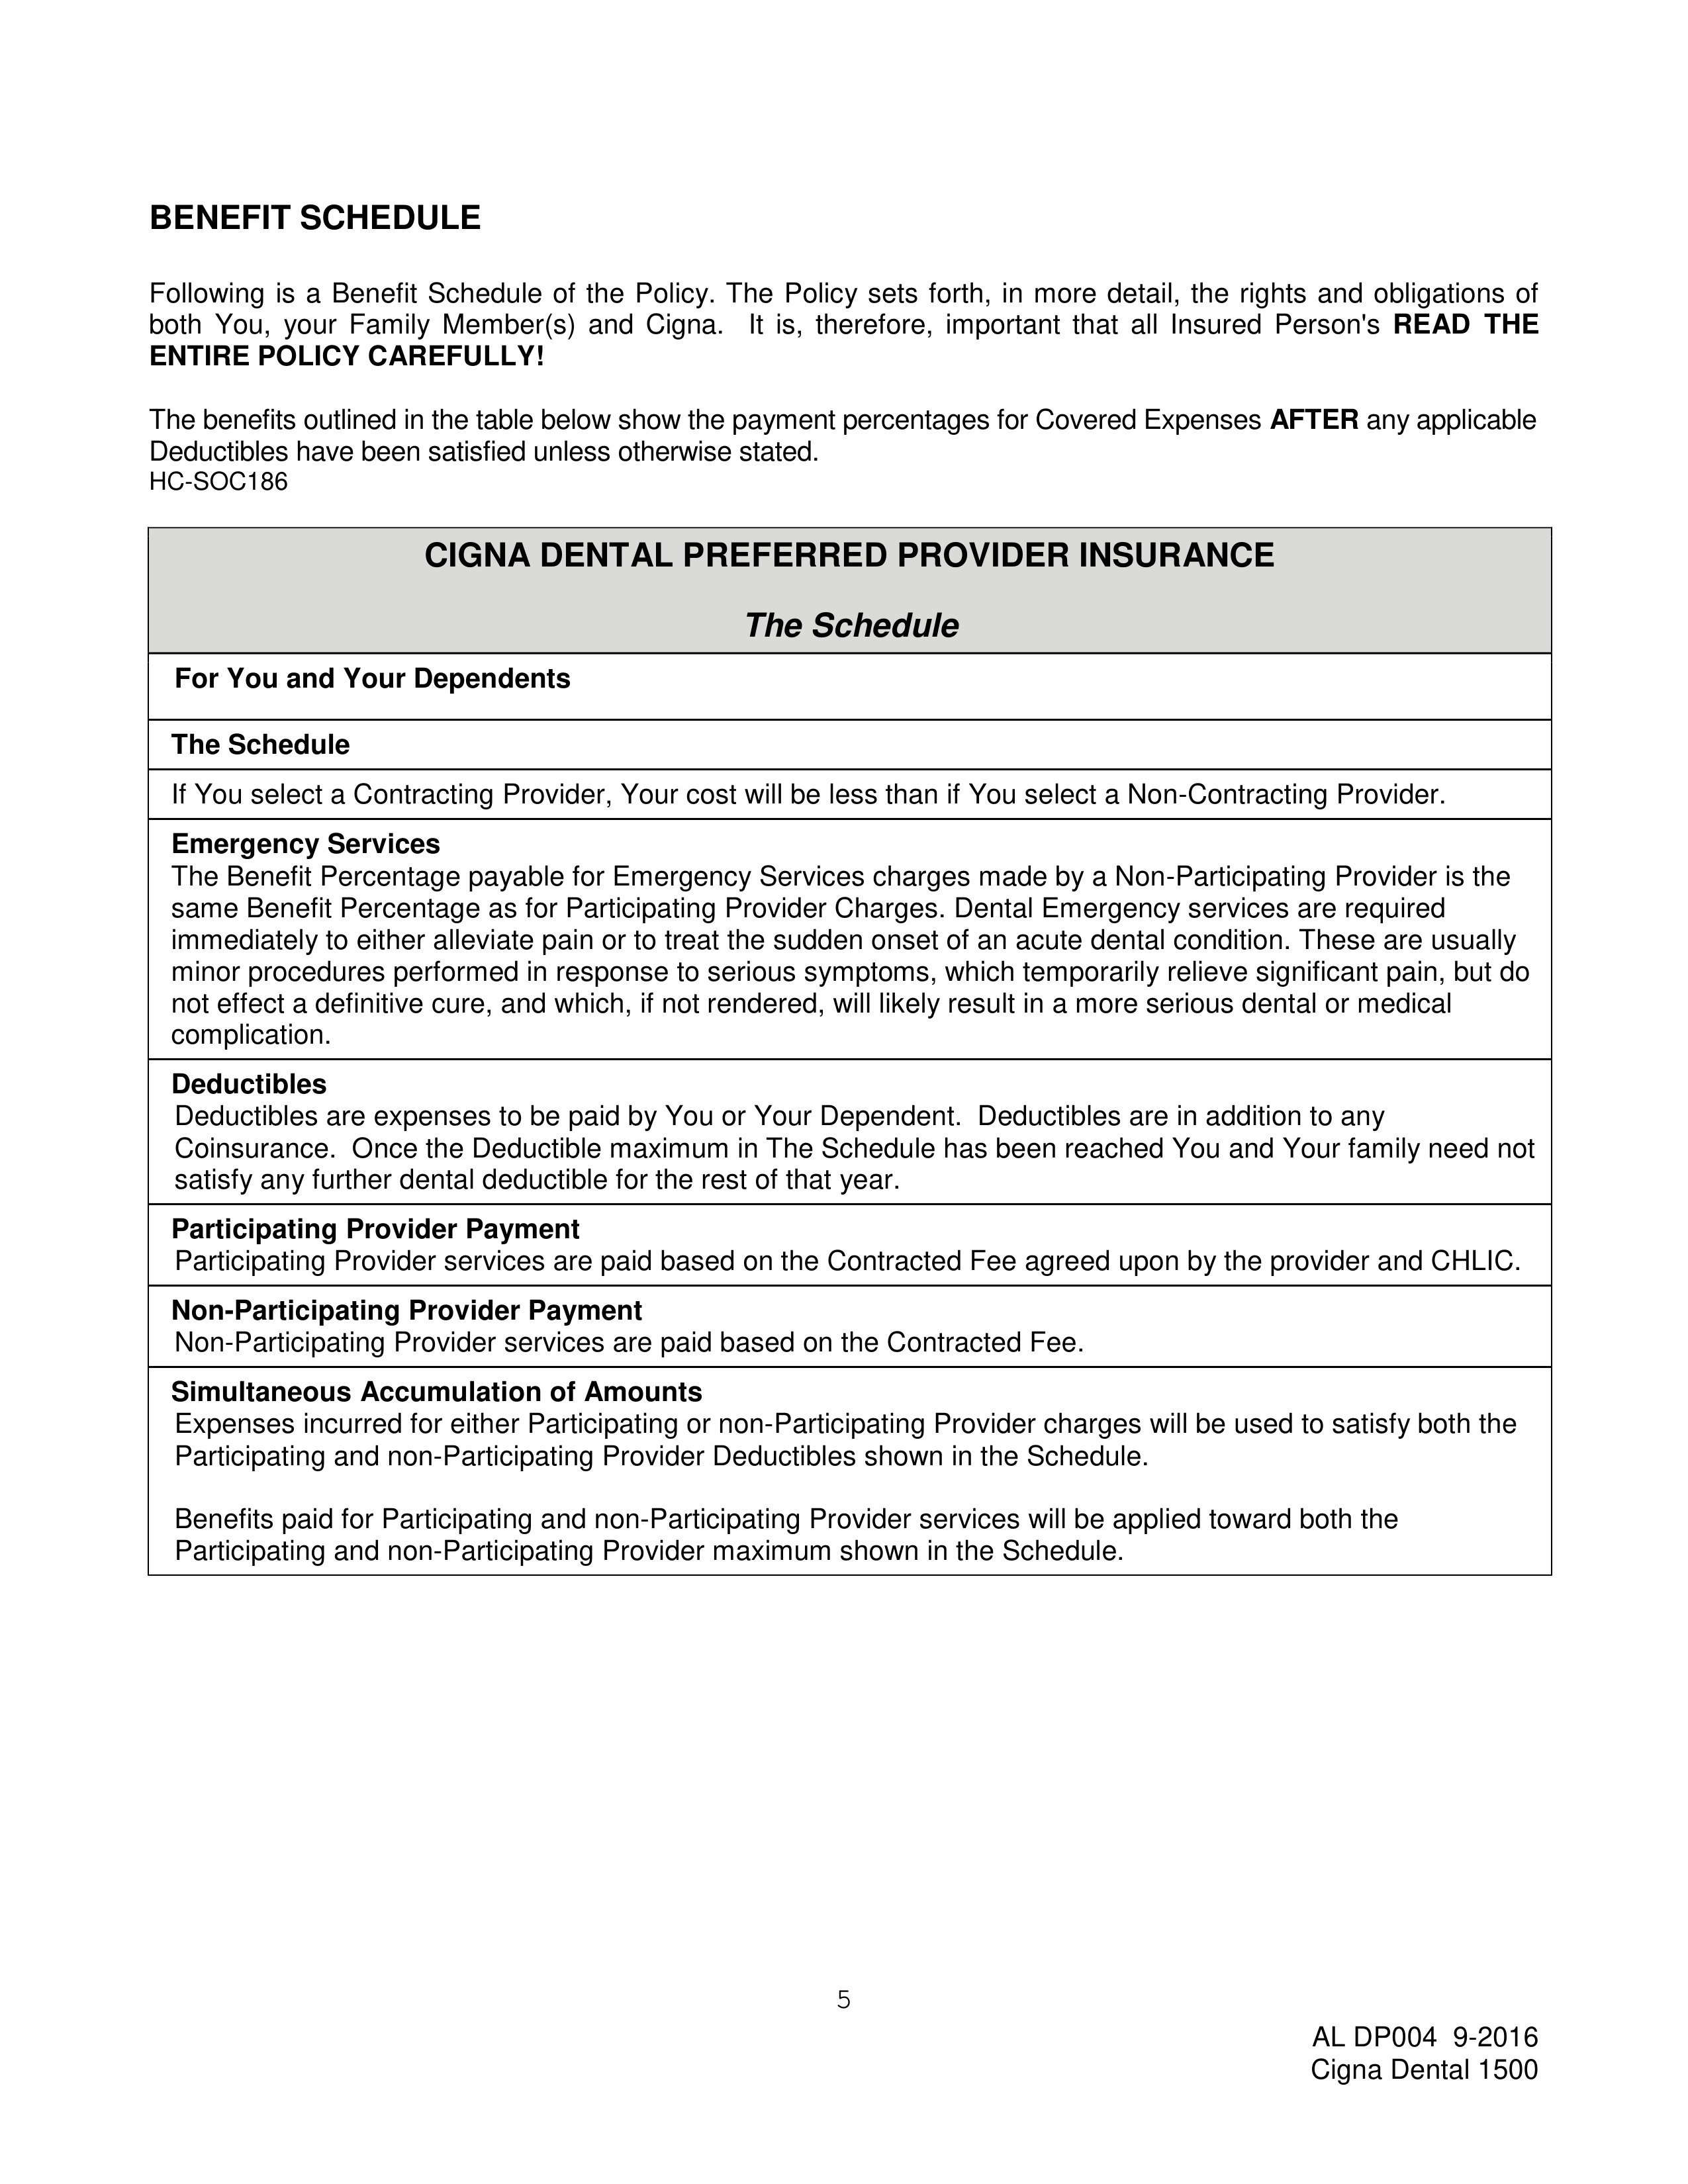 BENEFIT SCHEDULE
Following is a Benefit Schedule of the Policy. The Policy sets forth, in more detail, the rights and obligations of
both You, your Family Member(s) and Cigna.  It is, therefore, important that all Insured Person's READ THE
ENTIRE POLICY CAREFULLY!
The benefits outlined in the table below show the payment percentages for Covered Expenses AFTER any applicable
Deductibles have been satisfied unless otherwise stated.
HC-SOC186
CIGNA DENTAL PREFERRED PROVIDER INSURANCE
The Schedule
For You and Your Dependents
The Schedule
If You select a Contracting Provider, Your cost will be less than if You select a Non-Contracting Provider.
Emergency Services
The Benefit Percentage payable for Emergency Services charges made by a Non-Participating Provider is the
same Benefit Percentage as for Participating Provider Charges. Dental Emergency services are required
immediately to either alleviate pain or to treat the sudden onset of an acute dental condition. These are usually
minor procedures performed in response to serious symptoms, which temporarily relieve significant pain, but do
not effect a definitive cure, and which, if not rendered, will likely result in a more serious dental or medical
complication.
Deductibles
Deductibles are expenses to be paid by You or Your Dependent.  Deductibles are in addition to any
Coinsurance.  Once the Deductible maximum in The Schedule has been reached You and Your family need not
satisfy any further dental deductible for the rest of that year.
Participating Provider Payment
Participating Provider services are paid based on the Contracted Fee agreed upon by the provider and CHLIC.
Non-Participating Provider Payment
Non-Participating Provider services are paid based on the Contracted Fee.
Simultaneous Accumulation of Amounts
Expenses incurred for either Participating or non-Participating Provider charges will be used to satisfy both the
Participating and non-Participating Provider Deductibles shown in the Schedule.
Benefits paid for Participating and non-Participating Provider services will be applied toward both the
Participating and non-Participating Provider maximum shown in the Schedule.
5
AL DP004  9-2016
Cigna Dental 1500